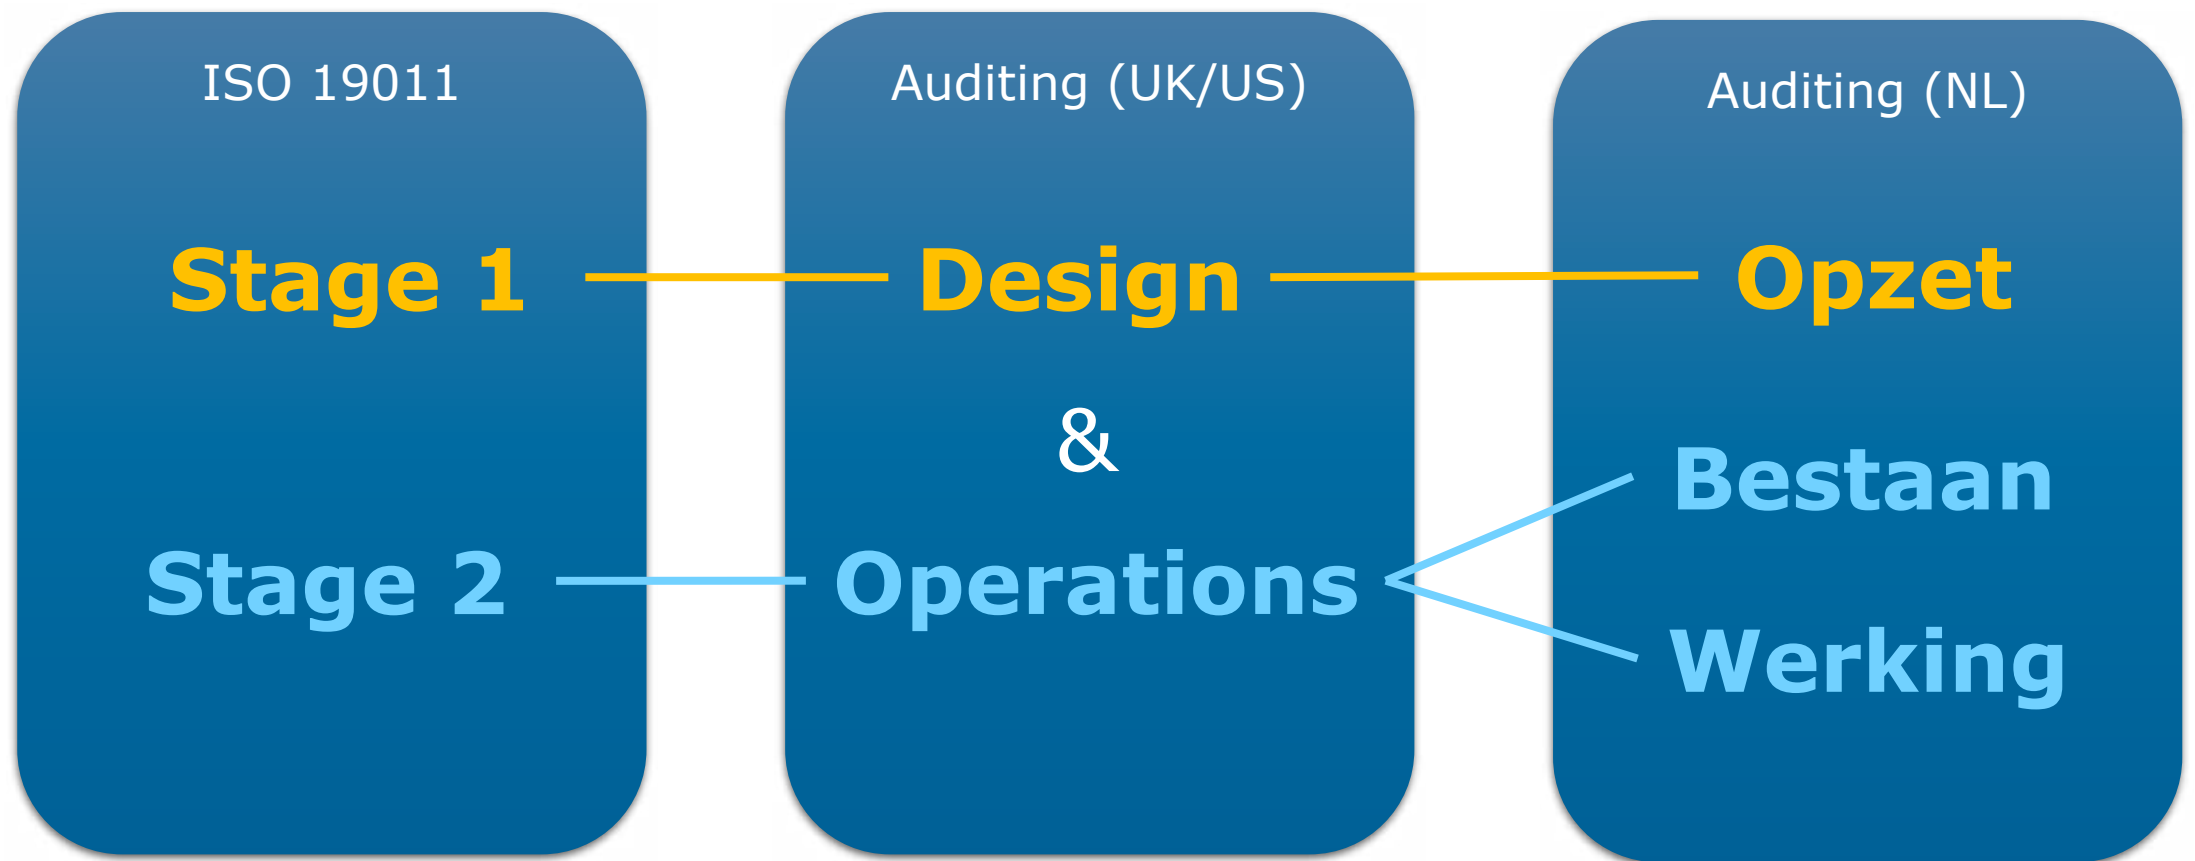 ISO 19011
Stage 1
Stage 2
Auditing (UK/US)
Design
&
Operations
Auditing (NL)
Opzet
Bestaan
Werking